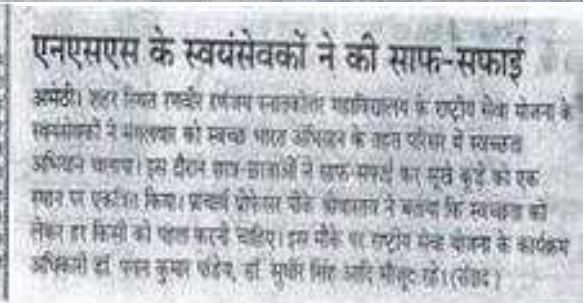 एनएसएस के स्वयंसेवकों ने की साफ-सफाई
अमेठी। शहर स्थित रणवीर रणंजय स्नातकोत्तर महाविद्यालय के राष्ट्रीय सेवा योजना के
स्वयंसेवकों ने मंगलवार को स्वच्छ भारत अभियान के तहत परिसर में स्वच्छता
अभियान चलाया। इस दौरान छात्र-छात्राओं ने साफ-सफाई कर सूखे कूड़े को एक
स्थान पर एकत्रित किया। प्राचार्य प्रोफेसर पीके श्रीवास्तव ने बताया कि स्वच्छता को
लेकर हर किसी को पहल करनी चाहिए। इस मौके पर राष्ट्रीय सेवा योजना के कार्यक्रम
अधिकारी डॉ. पवन कुमार पांडेय, डॉ. सुधीर सिंह आदि मौजूद रहे। (संवाद)